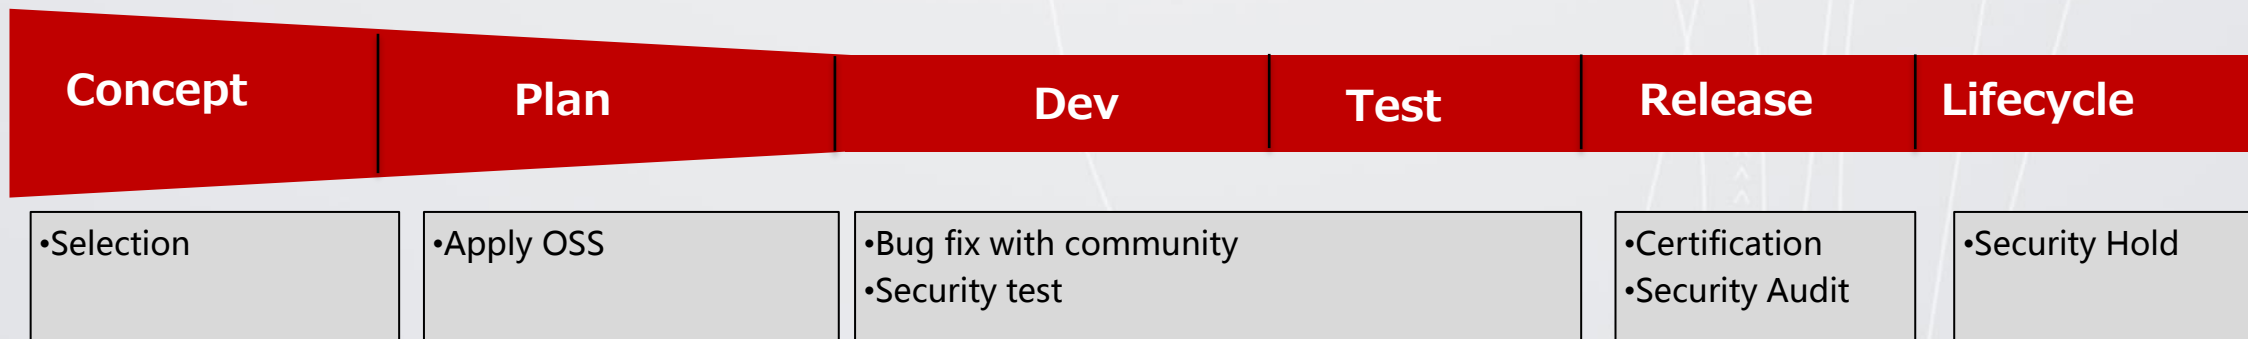 Concept
Plan
Dev
Test
Release
Lifecycle
•Selection
•Apply OSS
•Bug fix with community
•Security test
•Certification
•Security Audit
•Security Hold